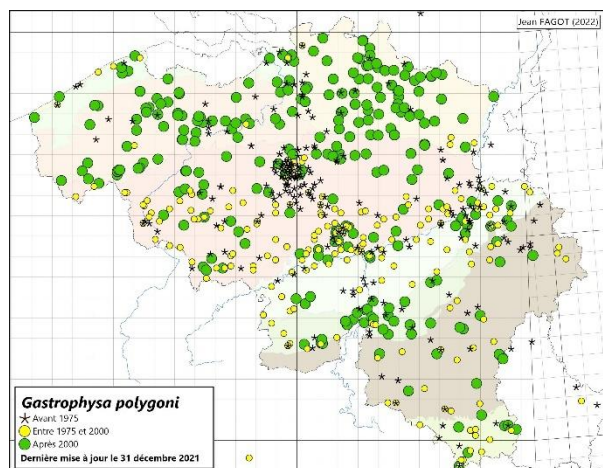 Jean FAGOT (2022)
Gastrophysa polygoni
Avant 1975
Entre 1975 et 2000
Après 2000
Dernière mise à jour le 31 décembre 2021